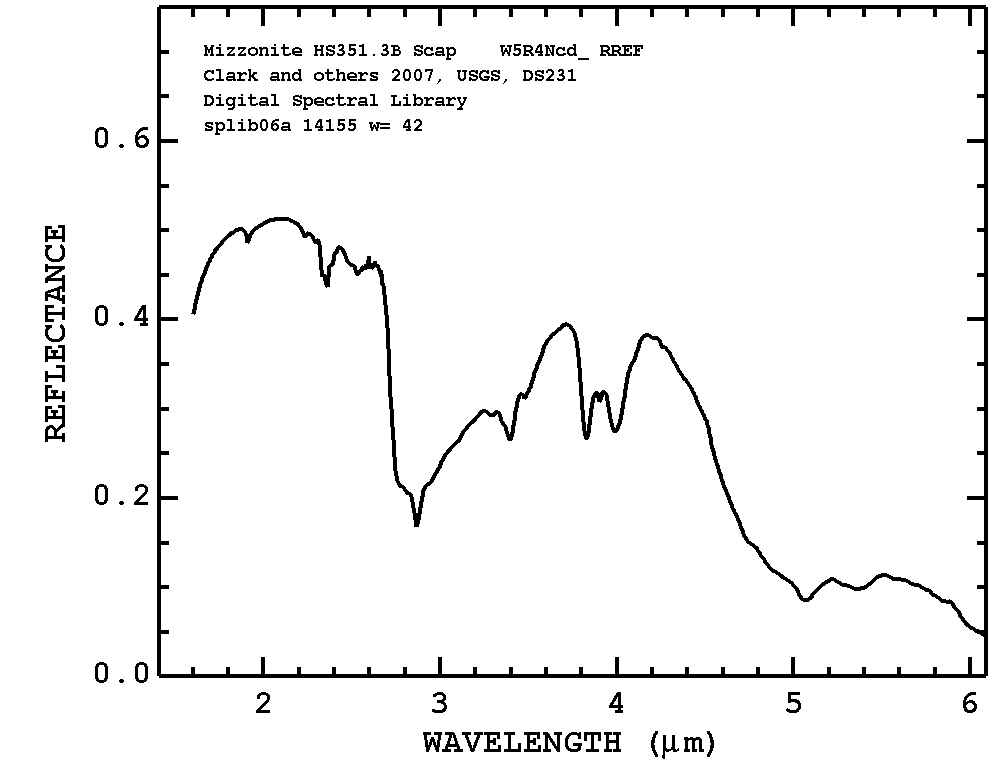 Mizzonite HS351.3B Scap W5R4Ncd_ RREF
Clark and others 2007, USGS, DS231
Digital Spectral Library
splib06a 14155 w= 42
0.6
0.4
0.2
0.0
REFLECTANCE
2 3 4 5 6
WAVELENGTH (μm)